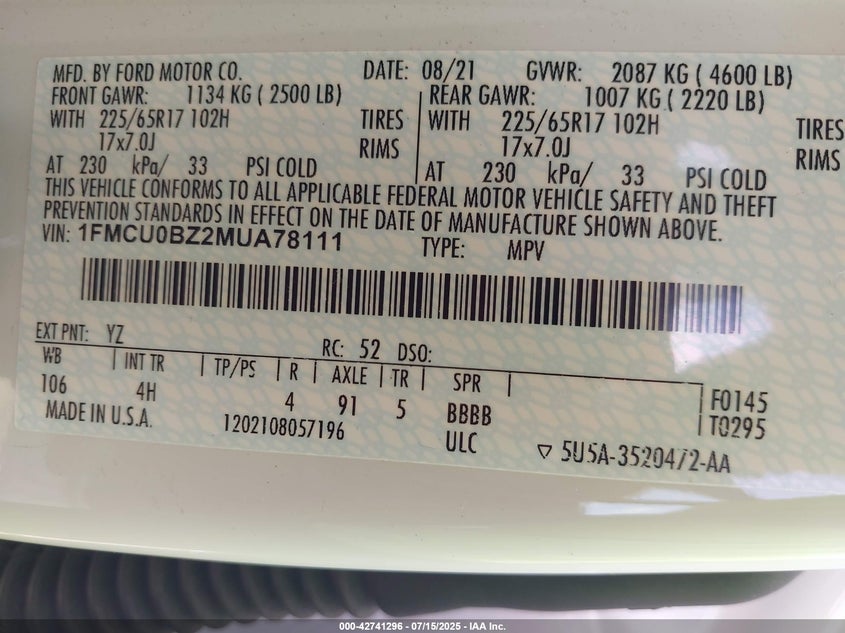 MFD. BY FORD MOTOR CO. DATE: 08/21 GVWR: 2087 KG ( 4600 LB)
FRONT GAWR: 1134 KG ( 2500 LB) REAR GAWR: 1007 KG ( 2220 LB)
WITH 225/65R17 102H TIRES WITH 225/65R17 102H TIRES
17x7.0J RIMS 17x7.0J RIMS
AT 230 kPa/ 33 PSI COLD AT 230 kPa/ 33 PSI COLD
THIS VEHICLE CONFORMS TO ALL APPLICABLE FEDERAL MOTOR VEHICLE SAFETY AND THEFT
PREVENTION STANDARDS IN EFFECT ON THE DATE OF MANUFACTURE SHOWN ABOVE.
VIN: 1FMCU0BZ2MUA78111 TYPE: MPV
EXT PNT: YZ RC: 52 DSO:
WB INT TR TP/PS R AXLE TR SPR
106 4H 4 91 5 BBBB F0145
MADE IN U.S.A. 1202108057196 ULC T0295
▽ 5U5A-3520472-AA
000-42741296 - 07/15/2025 - IAA Inc.